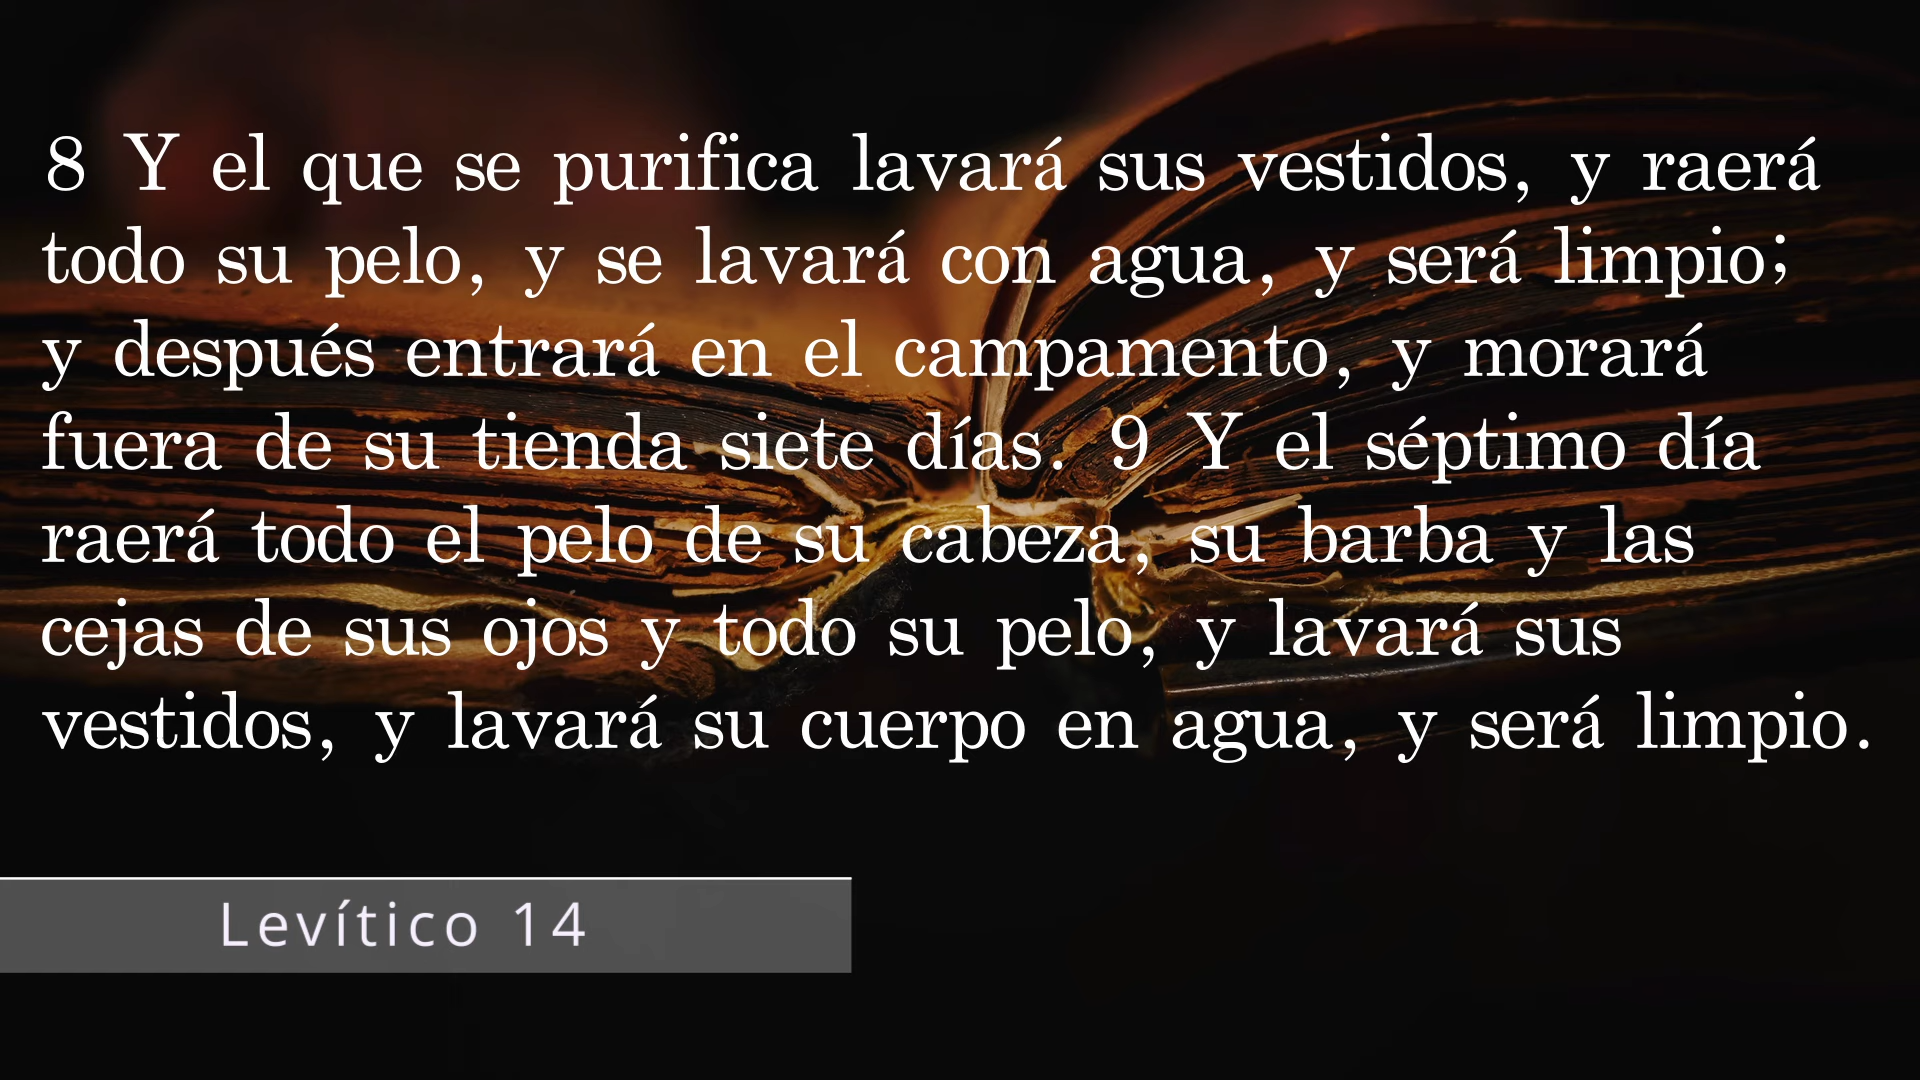 8 Y el que se purifica lavará sus vestidos, y raerá
todo su pelo, y se lavará con agua, y será limpio;
y después entrará en el campamento, y morará
fuera de su tienda siete días. 9 Y el séptimo día
raerá todo el pelo de su cabeza, su barba y las
cejas de sus ojos y todo su pelo, y lavará sus
vestidos, y lavará su cuerpo en agua, y será limpio.
Levítico 14